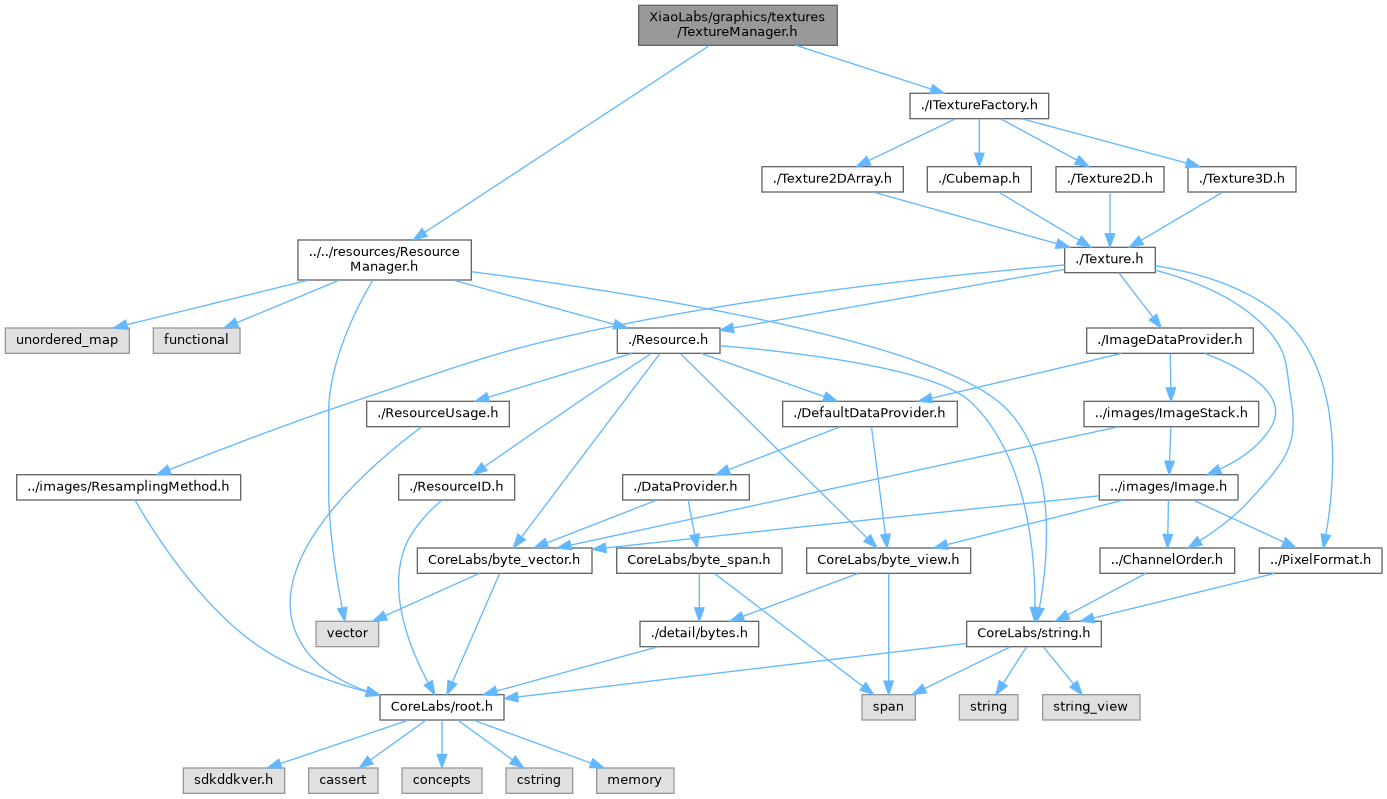 XiaoLabs/graphics/textures
/TextureManager.h
./ITextureFactory.h
./Texture2DArray.h
./Cubemap.h
./Texture2D.h
./Texture3D.h
../../resources/Resource
Manager.h
./Texture.h
unordered_map
functional
./Resource.h
./ImageDataProvider.h
./ResourceUsage.h
./DefaultDataProvider.h
../images/ImageStack.h
../images/ResamplingMethod.h
./ResourceID.h
./DataProvider.h
../images/Image.h
CoreLabs/byte_vector.h
CoreLabs/byte_span.h
CoreLabs/byte_view.h
../ChannelOrder.h
../PixelFormat.h
vector
./detail/bytes.h
CoreLabs/string.h
CoreLabs/root.h
span
string
string_view
sdkddkver.h
cassert
concepts
cstring
memory